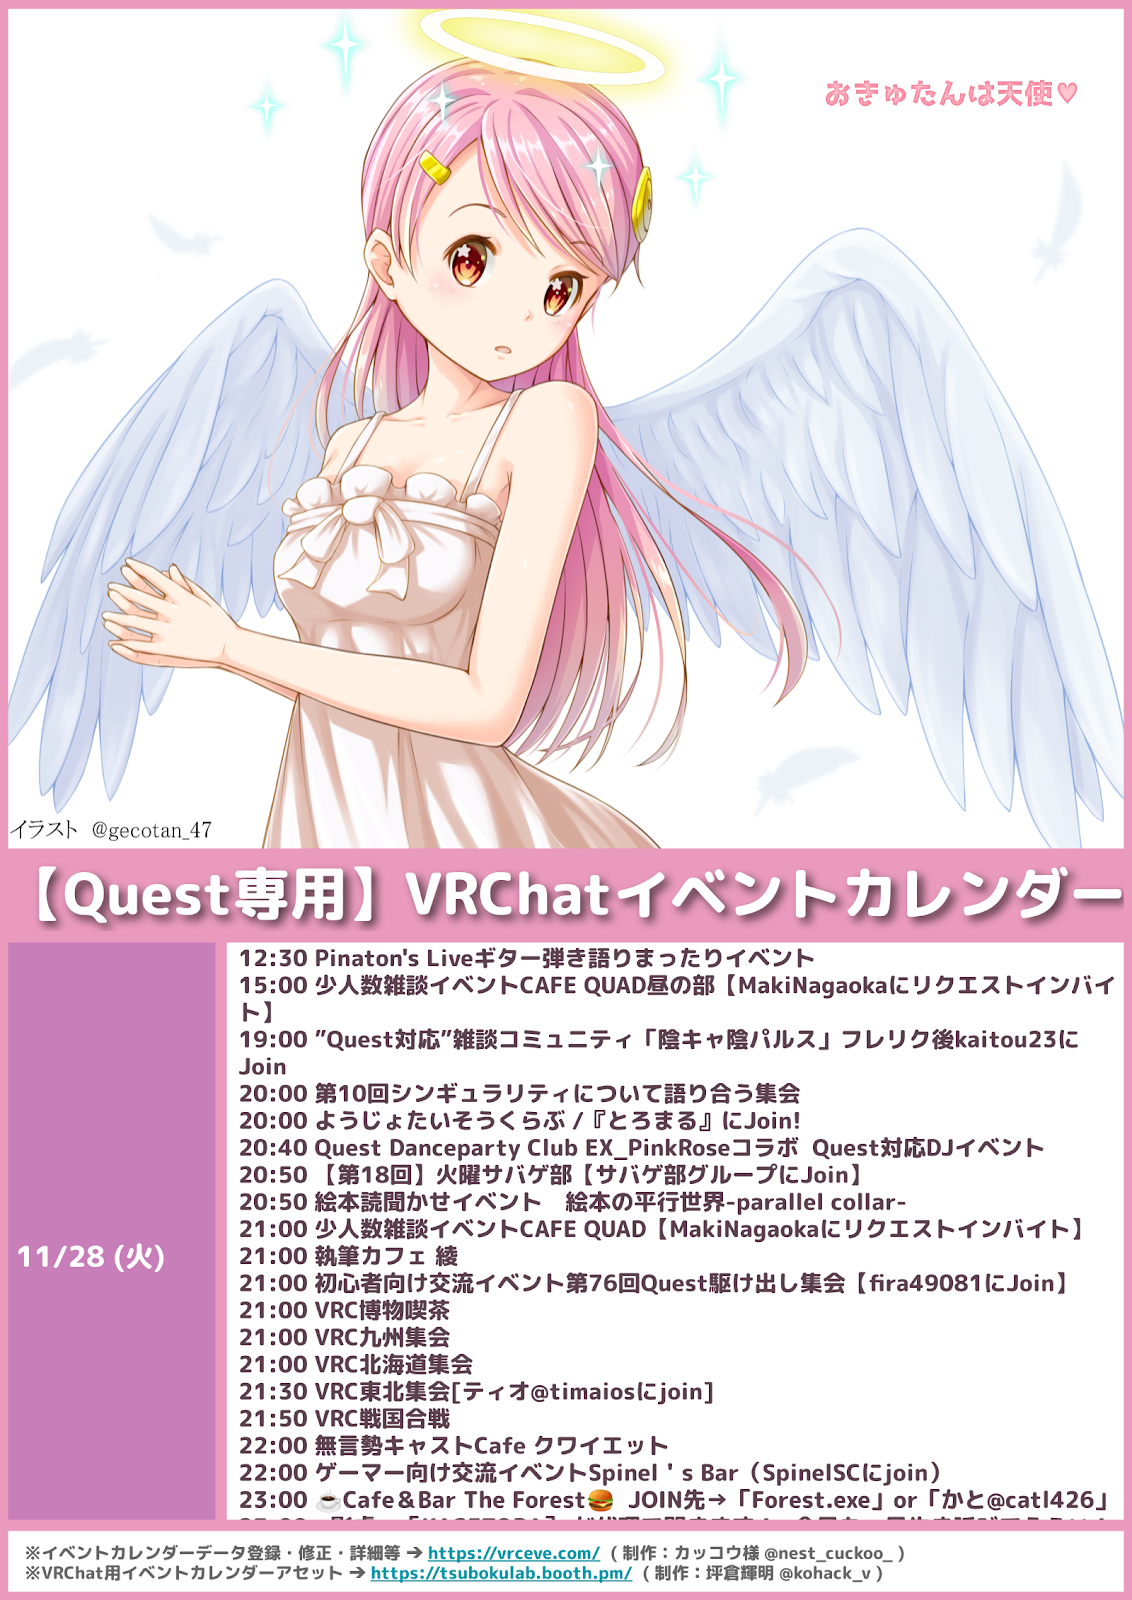 おきゅたんは天使♥
イラスト @gecotan_47
【Quest専用】VRChatイベントカレンダー
11/28 (火)
12:30 Pinaton's Liveギター弾き語りまったりイベント
15:00 少人数雑談イベントCAFE QUAD昼の部【MakiNagaokaにリクエストインバイ
ト】
19:00 ”Quest対応”雑談コミュニティ「陰キャ陰パルス」フレリク後kaitou23に
Join
20:00 第10回シンギュラリティについて語り合う集会
20:00 ようじょたいそうくらぶ /『とろまる』にJoin!
20:40 Quest Danceparty Club EX_PinkRoseコラボ Quest対応DJイベント
20:50 【第18回】火曜サバゲ部【サバゲ部グループにJoin】
20:50 絵本読聞かせイベント　絵本の平行世界-parallel collar-
21:00 少人数雑談イベントCAFE QUAD【MakiNagaokaにリクエストインバイト】
21:00 執筆カフェ 綾
21:00 初心者向け交流イベント第76回Quest駆け出し集会【fira49081にJoin】
21:00 VRC博物喫茶
21:00 VRC九州集会
21:00 VRC北海道集会
21:30 VRC東北集会[ティオ@timaiosにjoin]
21:50 VRC戦国合戦
22:00 無言勢キャストCafe クワイエット
22:00 ゲーマー向け交流イベントSpinel＇s Bar（SpinelSCにjoin）
23:00 ☕Cafe＆Bar The Forest🍔 JOIN先→「Forest.exe」or「かと@catl426」
※イベントカレンダーデータ登録・修正・詳細等 ➔ https://vrceve.com/ ( 制作：カッコウ様 @nest_cuckoo_ )
※VRChat用イベントカレンダーアセット ➔ https://tsubokulab.booth.pm/ ( 制作：坪倉輝明 @kohack_v )